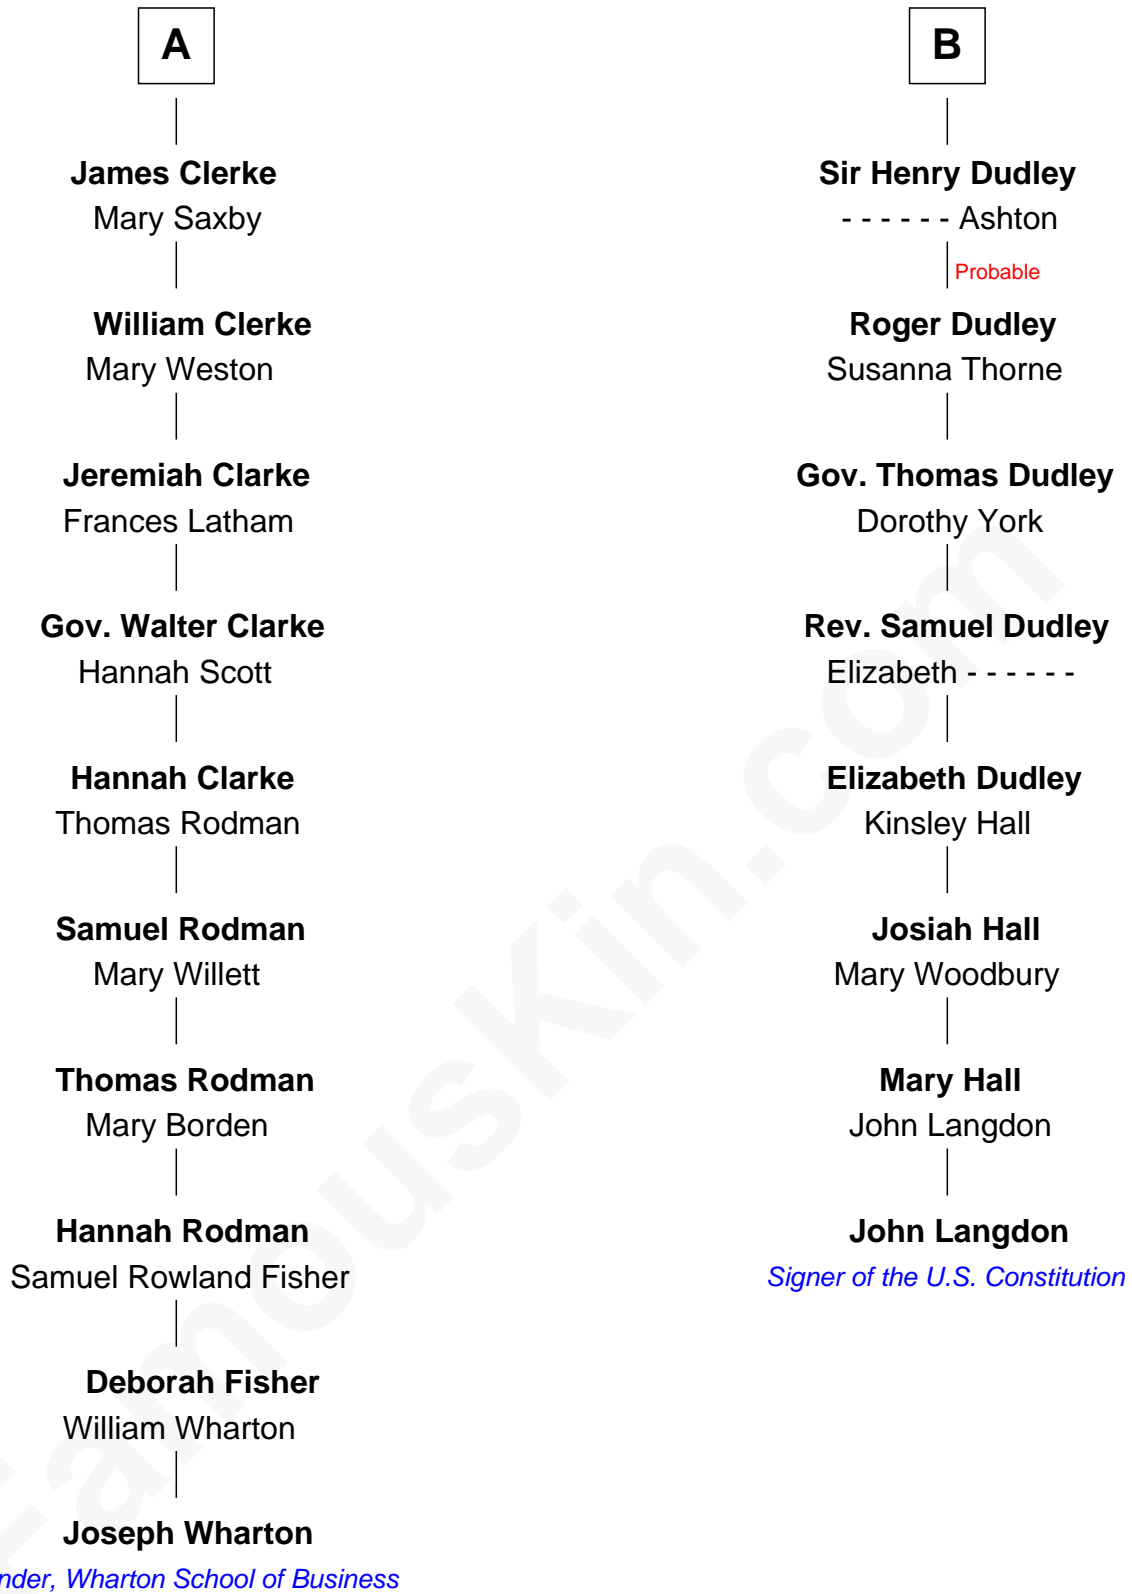 A
James Clerke
Mary Saxby
William Clerke
Mary Weston
Jeremiah Clarke
Frances Latham
Gov. Walter Clarke
Hannah Scott
Hannah Clarke
Thomas Rodman
Samuel Rodman
Mary Willett
Thomas Rodman
Mary Borden
Hannah Rodman
Samuel Rowland Fisher
Deborah Fisher
William Wharton
Joseph Wharton
nder, Wharton School of Business
B
Sir Henry Dudley
- - - - - - Ashton
Probable
Roger Dudley
Susanna Thorne
Gov. Thomas Dudley
Dorothy York
Rev. Samuel Dudley
Elizabeth - - - - - -
Elizabeth Dudley
Kinsley Hall
Josiah Hall
Mary Woodbury
Mary Hall
John Langdon
John Langdon
Signer of the U.S. Constitution
FamousKin.com